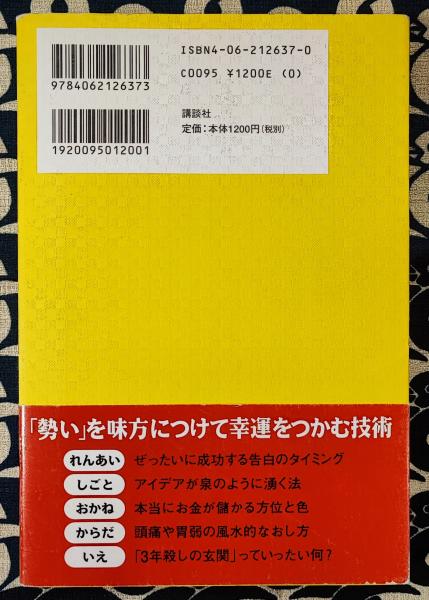 ISBN4-06-212637-0
C0095 ¥1200E (0)
9784062126373
講談社
定価：本体1200円(税別)
1920095012001
「勢い」を味方につけて幸運をつかむ技術
れんあい ぜったいに成功する告白のタイミング
しごと アイデアが泉のように湧く法
おかね 本当にお金が儲かる方位と色
からだ 頭痛や胃弱の風水的なおし方
いえ 「3年殺しの玄関」っていったい何？